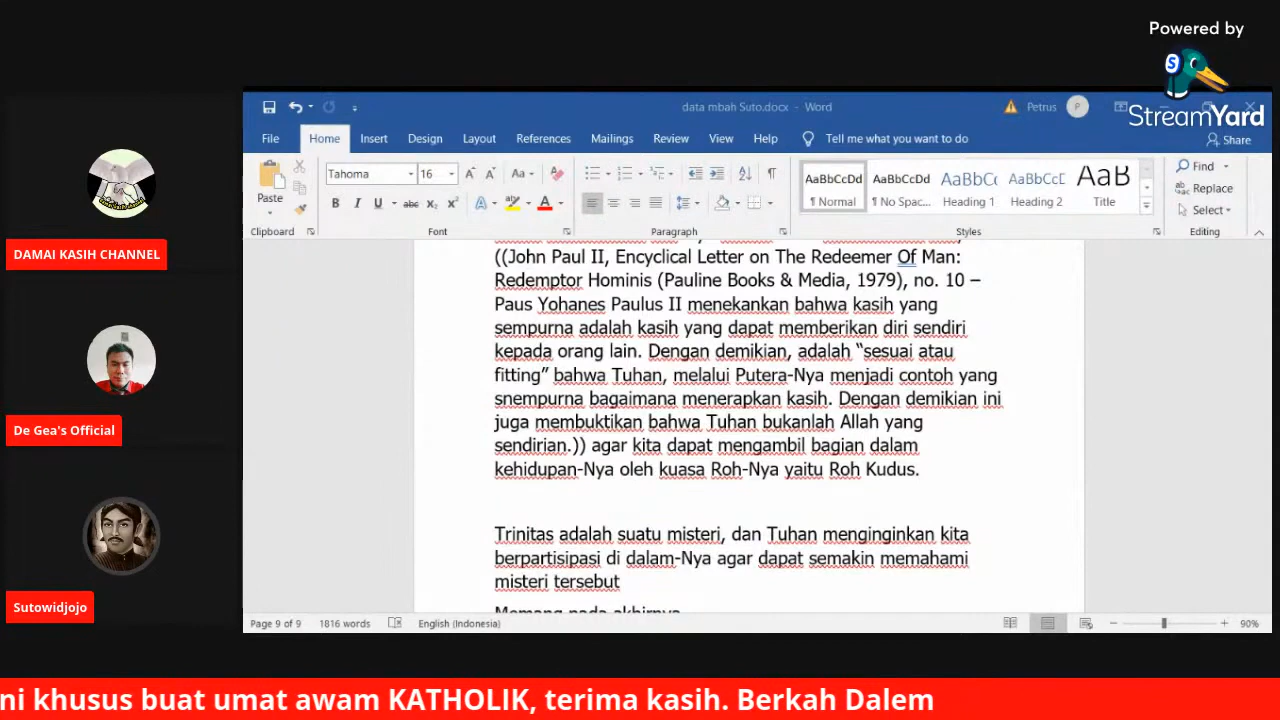 Powered by
StreamYard
data mbah Suto.docx - Word
Petrus
P
File Home Insert Design Layout References Mailings Review View Help Tell me what you want to do
Share
Paste
Clipboard
Tahoma 16
Font
Paragraph
AaBbCcDd AaBbCcDd AaBbCc AaBbCcE AaB
¶ Normal ¶ No Spac... Heading 1 Heading 2 Title
Styles
Find
Replace
Select
Editing
((John Paul II, Encyclical Letter on The Redeemer Of Man:
Redemptor Hominis (Pauline Books & Media, 1979), no. 10 –
Paus Yohanes Paulus II menekankan bahwa kasih yang
sempurna adalah kasih yang dapat memberikan diri sendiri
kepada orang lain. Dengan demikian, adalah “sesuai atau
fitting” bahwa Tuhan, melalui Putera-Nya menjadi contoh yang
snempurna bagaimana menerapkan kasih. Dengan demikian ini
juga membuktikan bahwa Tuhan bukanlah Allah yang
sendirian.)) agar kita dapat mengambil bagian dalam
kehidupan-Nya oleh kuasa Roh-Nya yaitu Roh Kudus.
Trinitas adalah suatu misteri, dan Tuhan menginginkan kita
berpartisipasi di dalam-Nya agar dapat semakin memahami
misteri tersebut
Memang pada akhirnya
Page 9 of 9 1816 words English (Indonesia) 90%
DAMAI KASIH CHANNEL
De Gea's Official
Sutowidjojo
ni khusus buat umat awam KATHOLIK, terima kasih. Berkah Dalem